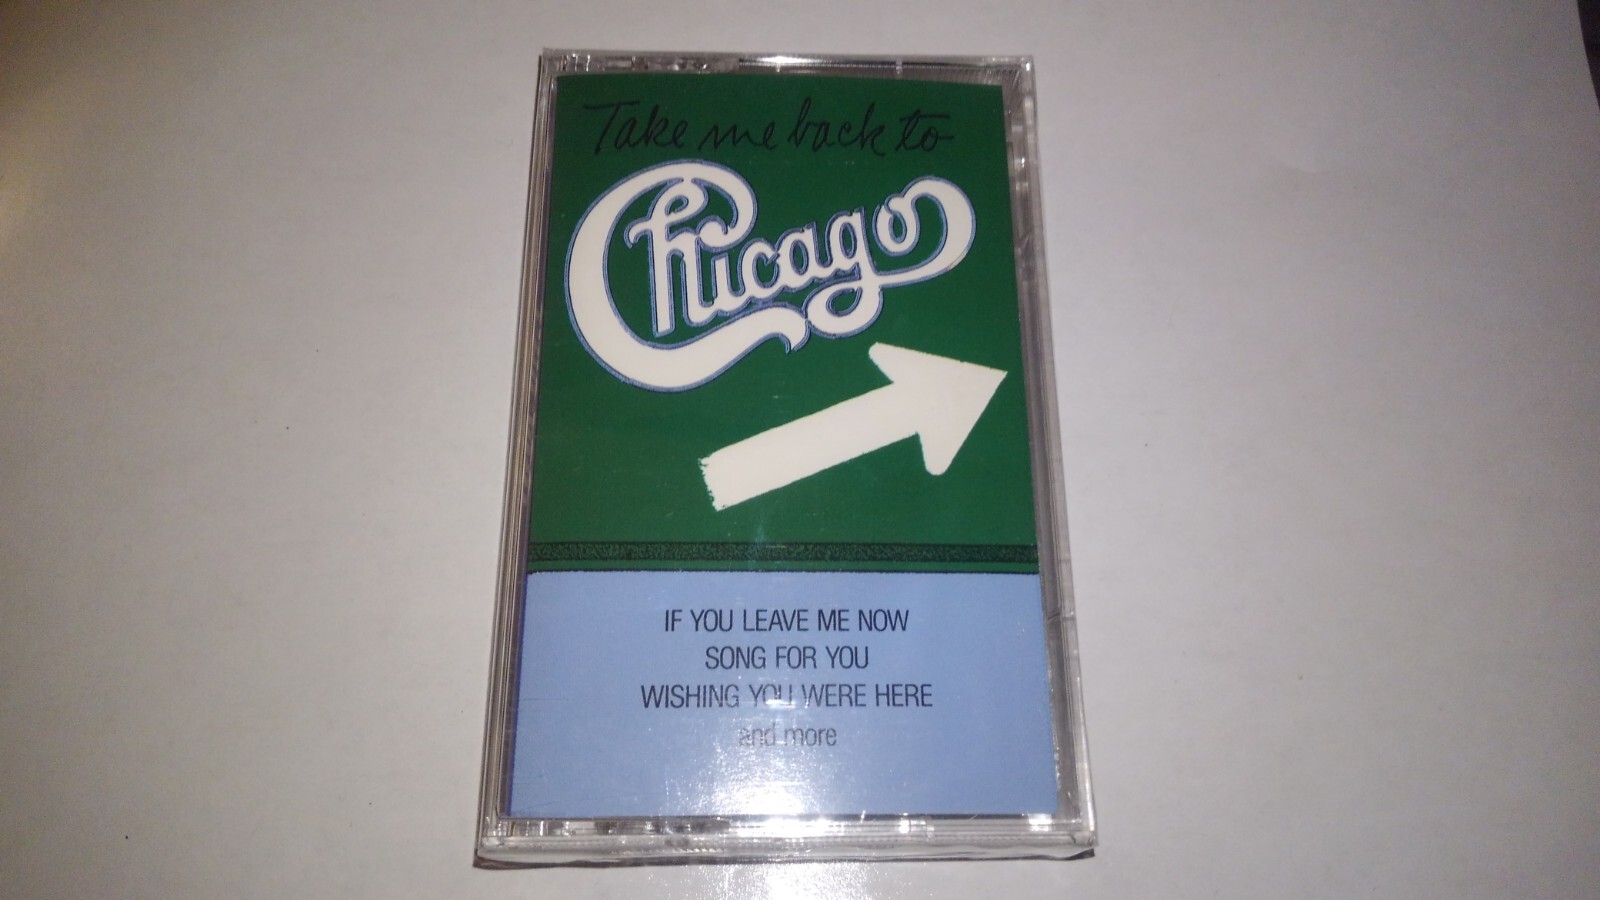 Take me back to
Chicago
IF YOU LEAVE ME NOW
SONG FOR YOU
WISHING YOU WERE HERE
and more